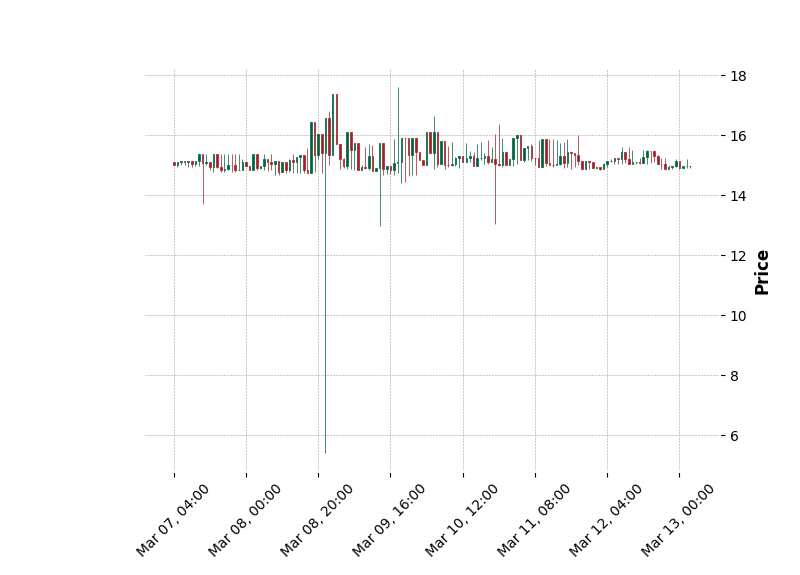 18
16
14
12
10
8
6
Price
Mar 07, 04:00
Mar 08, 00:00
Mar 08, 20:00
Mar 09, 16:00
Mar 10, 12:00
Mar 11, 08:00
Mar 12, 04:00
Mar 13, 00:00